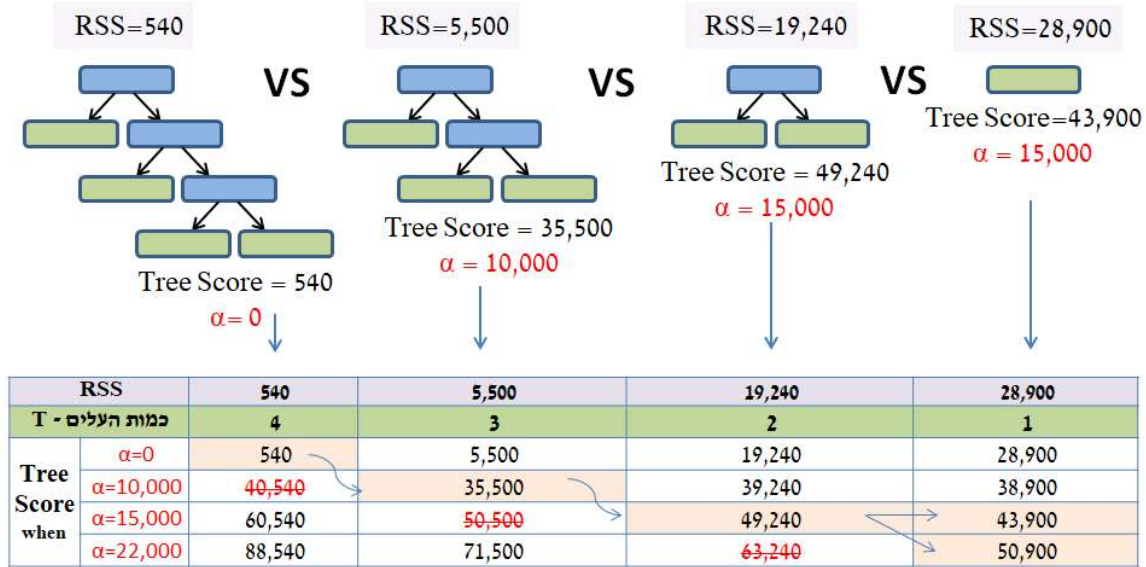 RSS=540
RSS=5,500
RSS=19,240
RSS=28,900
VS
VS
VS
Tree Score=43,900
α = 15,000
Tree Score = 49,240
α = 15,000
Tree Score = 35,500
α = 10,000
Tree Score = 540
α= 0
RSS 540 5,500 19,240 28,900
כמות העלים - T 4 3 2 1
Tree Score when
α=0 540 5,500 19,240 28,900
α=10,000 40,540 35,500 39,240 38,900
α=15,000 60,540 50,500 49,240 43,900
α=22,000 88,540 71,500 63,240 50,900